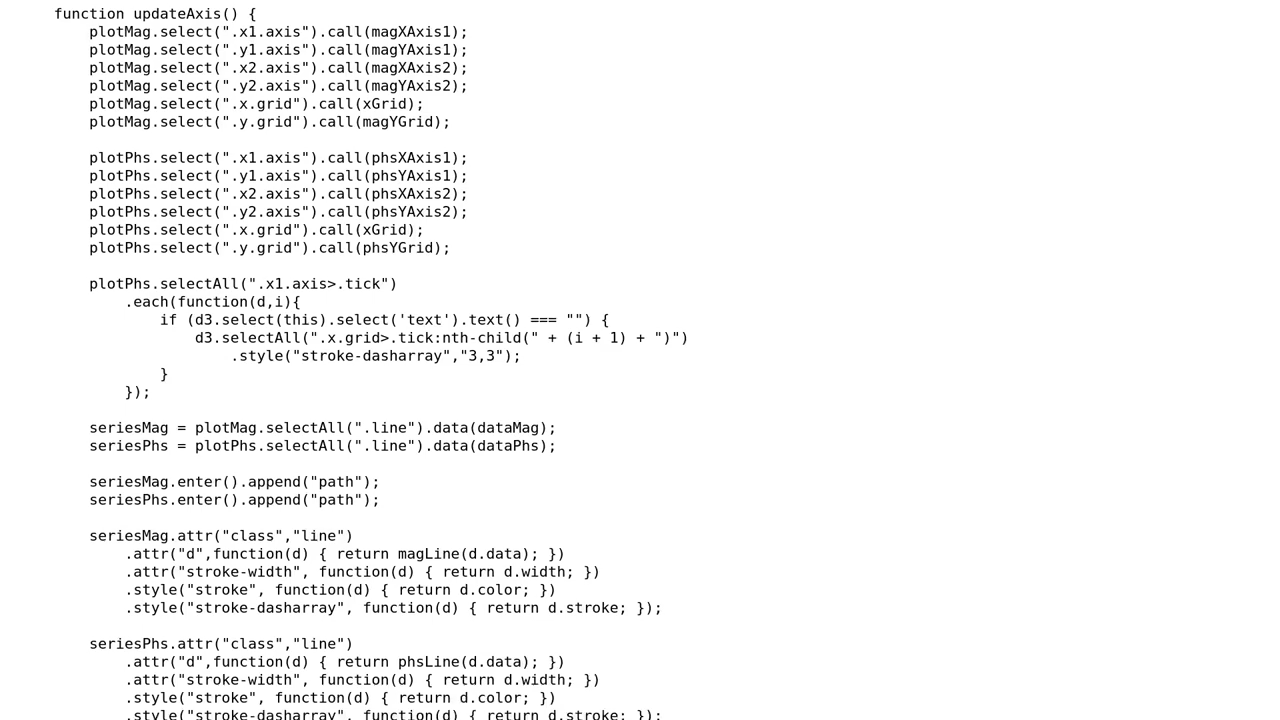 function updateAxis() {
    plotMag.select(".x1.axis").call(magXAxis1);
    plotMag.select(".y1.axis").call(magYAxis1);
    plotMag.select(".x2.axis").call(magXAxis2);
    plotMag.select(".y2.axis").call(magYAxis2);
    plotMag.select(".x.grid").call(xGrid);
    plotMag.select(".y.grid").call(magYGrid);

    plotPhs.select(".x1.axis").call(phsXAxis1);
    plotPhs.select(".y1.axis").call(phsYAxis1);
    plotPhs.select(".x2.axis").call(phsXAxis2);
    plotPhs.select(".y2.axis").call(phsYAxis2);
    plotPhs.select(".x.grid").call(xGrid);
    plotPhs.select(".y.grid").call(phsYGrid);

    plotPhs.selectAll(".x1.axis>.tick")
        .each(function(d,i){
            if (d3.select(this).select('text').text() === "") {
                d3.selectAll(".x.grid>.tick:nth-child(" + (i + 1) + ")")
                    .style("stroke-dasharray","3,3");
            }
        });

    seriesMag = plotMag.selectAll(".line").data(dataMag);
    seriesPhs = plotPhs.selectAll(".line").data(dataPhs);

    seriesMag.enter().append("path");
    seriesPhs.enter().append("path");

    seriesMag.attr("class","line")
        .attr("d",function(d) { return magLine(d.data); })
        .attr("stroke-width", function(d) { return d.width; })
        .style("stroke", function(d) { return d.color; })
        .style("stroke-dasharray", function(d) { return d.stroke; });

    seriesPhs.attr("class","line")
        .attr("d",function(d) { return phsLine(d.data); })
        .attr("stroke-width", function(d) { return d.width; })
        .style("stroke", function(d) { return d.color; })
        .style("stroke-dasharray", function(d) { return d.stroke; });